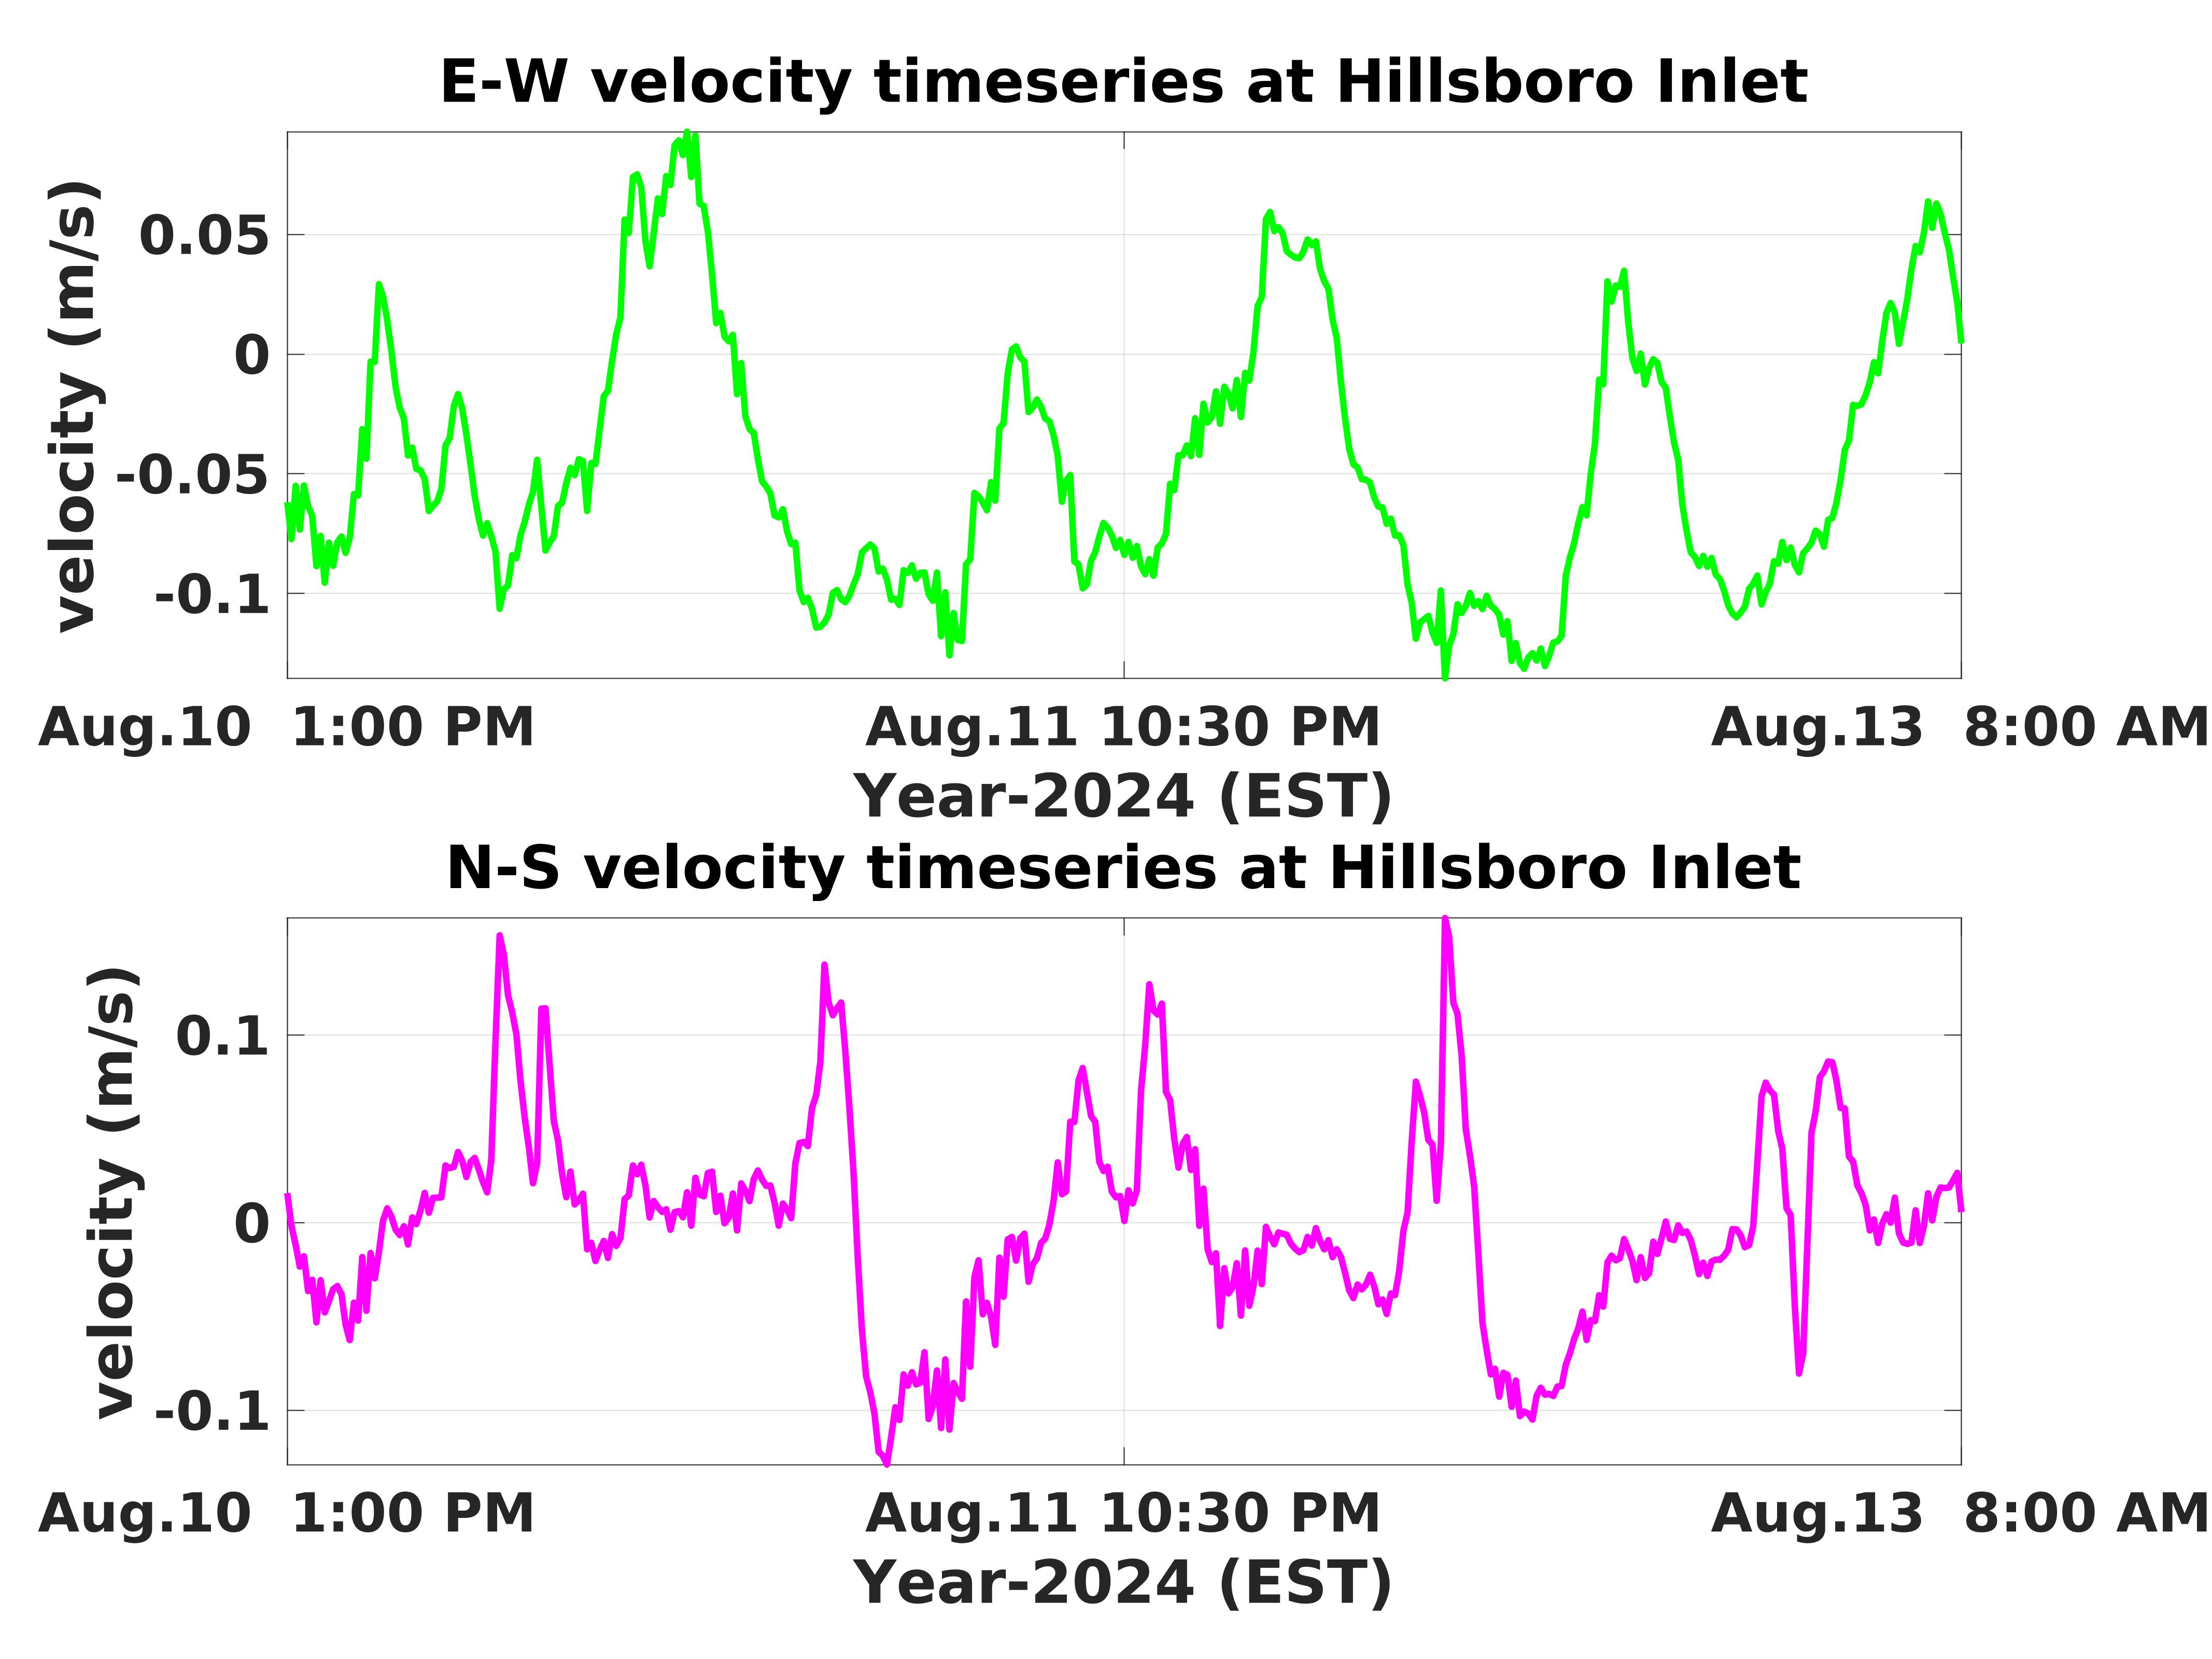 E-W velocity timeseries at Hillsboro Inlet
velocity (m/s)
0.05
0
-0.05
-0.1
Aug.10  1:00 PM
Aug.11 10:30 PM
Aug.13  8:00 AM
Year-2024 (EST)
N-S velocity timeseries at Hillsboro Inlet
velocity (m/s)
0.1
0
-0.1
Aug.10  1:00 PM
Aug.11 10:30 PM
Aug.13  8:00 AM
Year-2024 (EST)